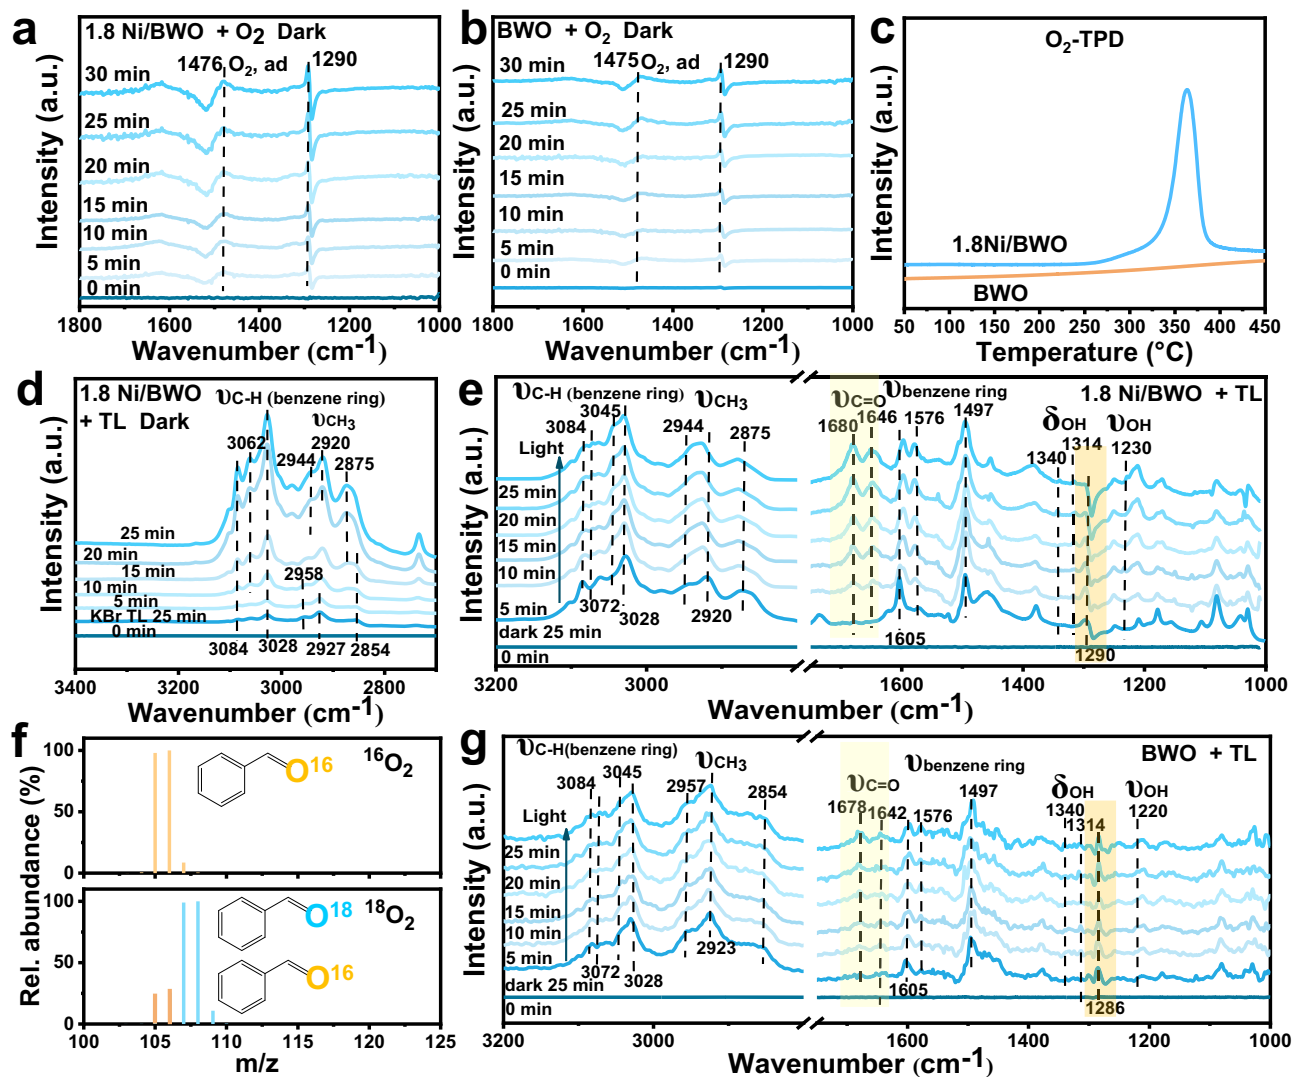 a
1.8 Ni/BWO + O2 Dark
1476 O2, ad
1290
30 min
25 min
20 min
15 min
10 min
5 min
0 min
Intensity (a.u.)
1800 1600 1400 1200 1000
Wavenumber (cm-1)
b
BWO + O2 Dark
1475 O2, ad
1290
30 min
25 min
20 min
15 min
10 min
5 min
0 min
Intensity (a.u.)
1800 1600 1400 1200 1000
Wavenumber (cm-1)
c
O2-TPD
1.8Ni/BWO
BWO
Intensity (a.u.)
50 100 150 200 250 300 350 400 450
Temperature (°C)
d
1.8 Ni/BWO
+ TL Dark
υC-H (benzene ring)
υCH3
3062
2944
2920
2875
25 min
20 min
15 min
10 min
5 min
KBr TL 25 min
0 min
2958
3084 3028 2927 2854
Intensity (a.u.)
3400 3200 3000 2800
Wavenumber (cm-1)
e
υC-H (benzene ring)
υCH3
υC=O
υbenzene ring
1.8 Ni/BWO + TL
δOH
υOH
3084
3045
2944
2875
1680
1646
1576
1497
1340
1314
1230
Light
25 min
20 min
15 min
10 min
5 min
dark 25 min
0 min
3072
3028
2920
1605
1290
Intensity (a.u.)
3200 3000 1600 1400 1200 1000
Wavenumber (cm-1)
f
16O2
O16
100
50
0
18O2
O18
O16
100
50
0
Rel. abundance (%)
100 105 110 115 120 125
m/z
g
υC-H(benzene ring)
υCH3
υC=O
υbenzene ring
BWO + TL
δOH
υOH
3084
3045
2957
2854
1678
1642
1576
1497
1340
1314
1220
Light
25 min
20 min
15 min
10 min
5 min
dark 25 min
0 min
3072
3028
2923
1605
1286
Intensity (a.u.)
3200 3000 1600 1400 1200 1000
Wavenumber (cm-1)